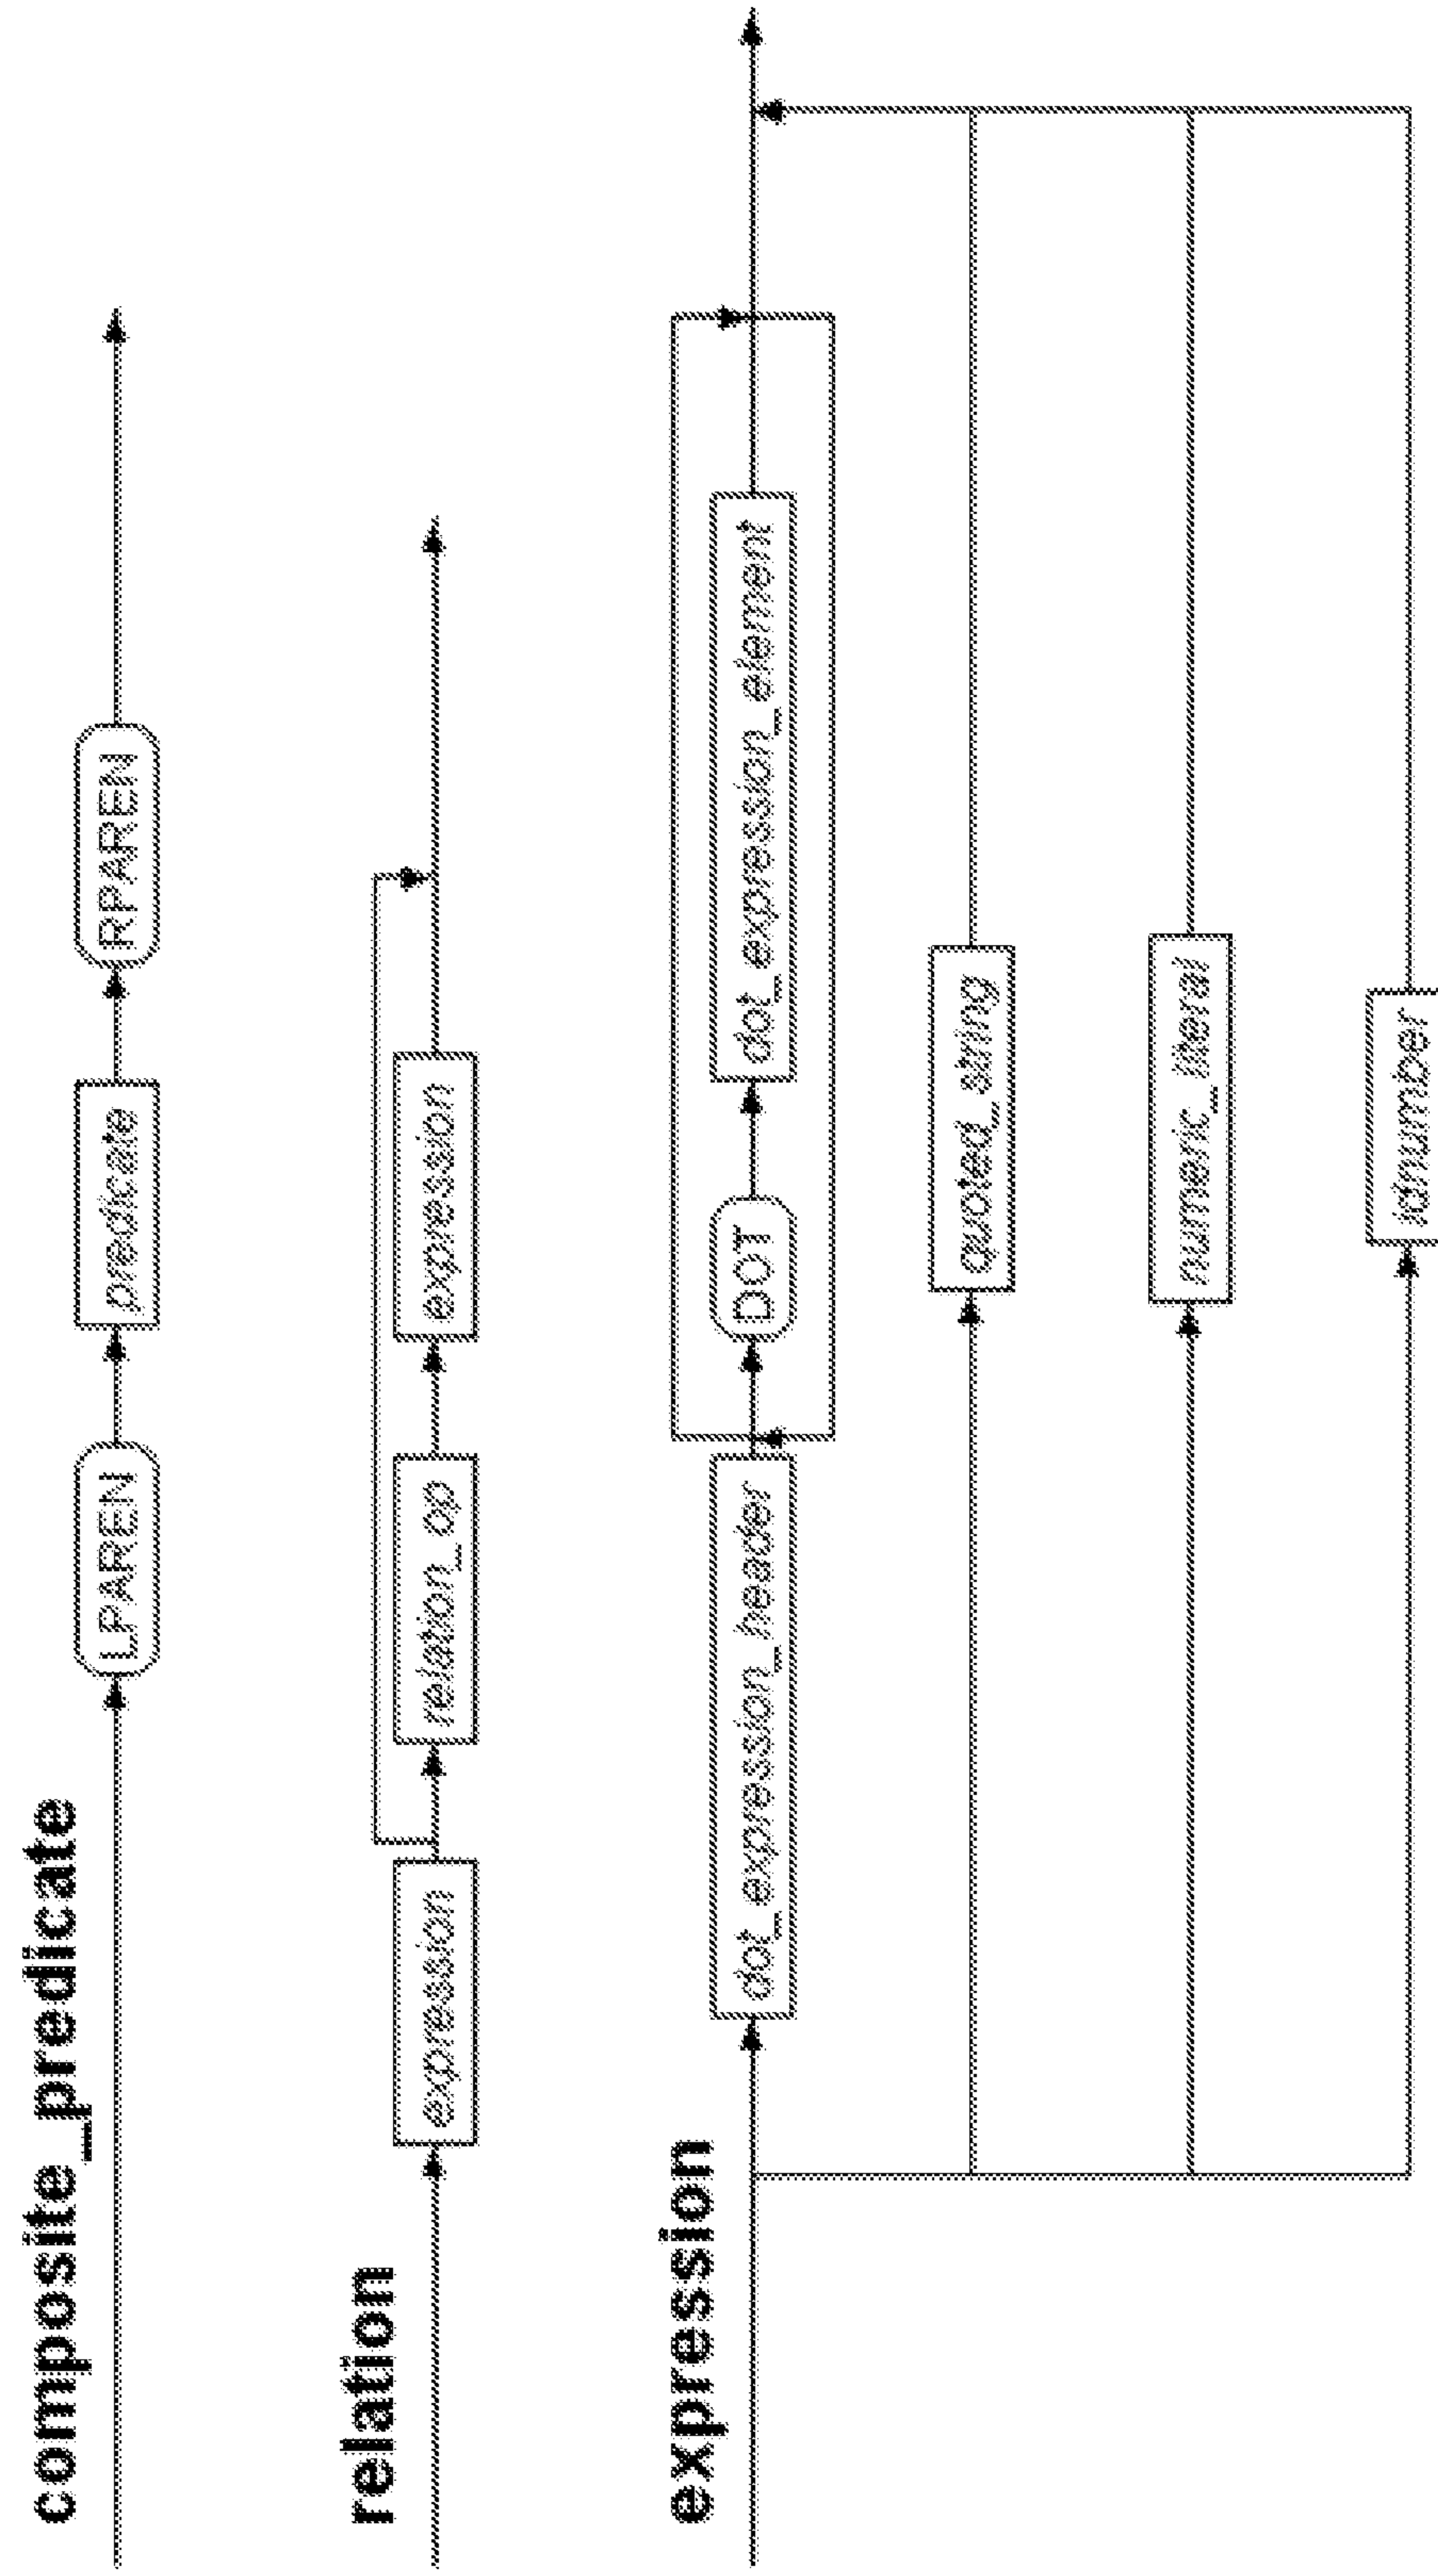 composite_predicate
LPAREN predicate RPAREN
relation
expression relation_op expression
expression
dot_expression_header DOT dot_expression_element
quoted_string
numeric_literal
idnumber